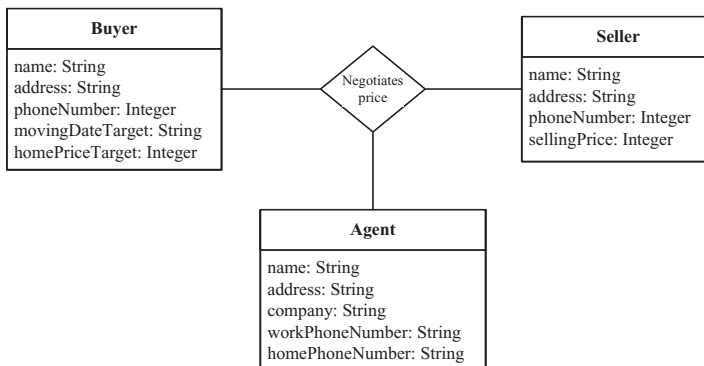 Buyer
name: String
address: String
phoneNumber: Integer
movingDateTarget: String
homePriceTarget: Integer
Negotiates
price
Seller
name: String
address: String
phoneNumber: Integer
sellingPrice: Integer
Agent
name: String
address: String
company: String
workPhoneNumber: String
homePhoneNumber: String